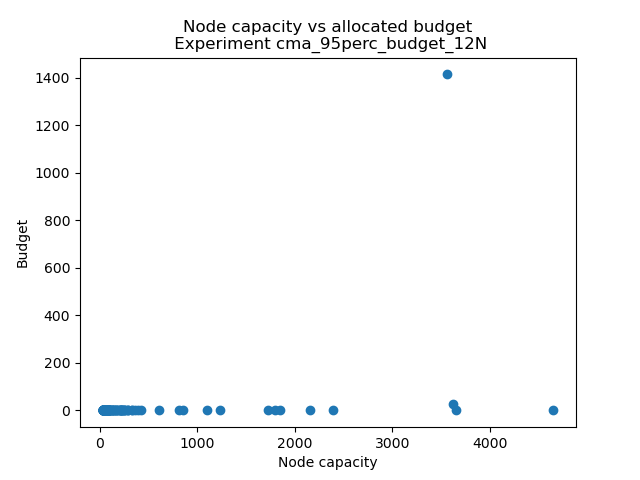 Node capacity vs allocated budget
Experiment cma_95perc_budget_12N
1400
1200
1000
800
600
400
200
0
Budget
0 1000 2000 3000 4000
Node capacity